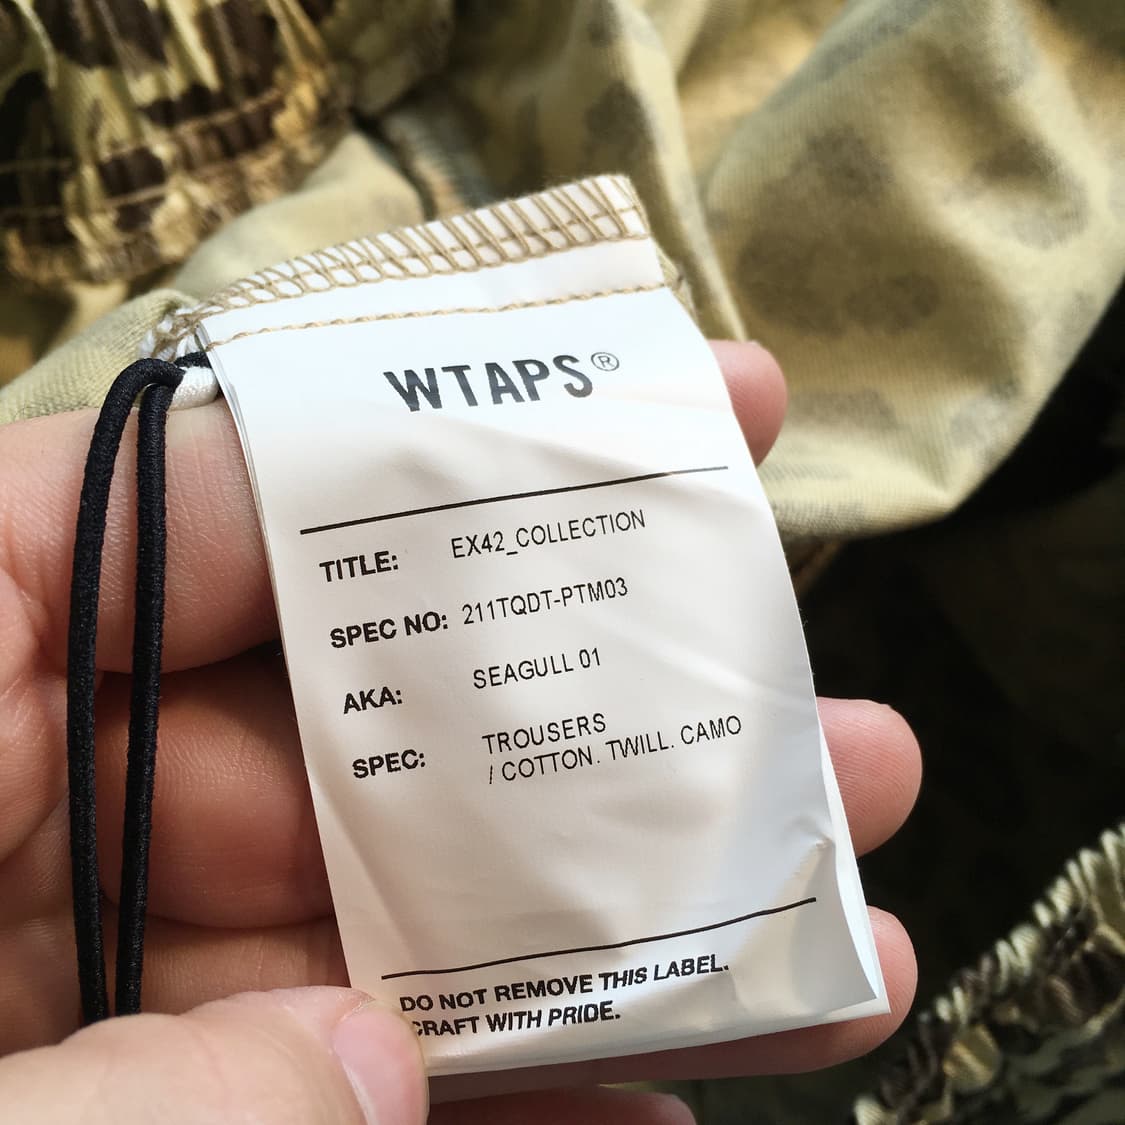 WTAPS®
TITLE: EX42_COLLECTION
SPEC NO: 211TQDT-PTM03
AKA: SEAGULL 01
SPEC: TROUSERS
/ COTTON. TWILL. CAMO
DO NOT REMOVE THIS LABEL.
CRAFT WITH PRIDE.